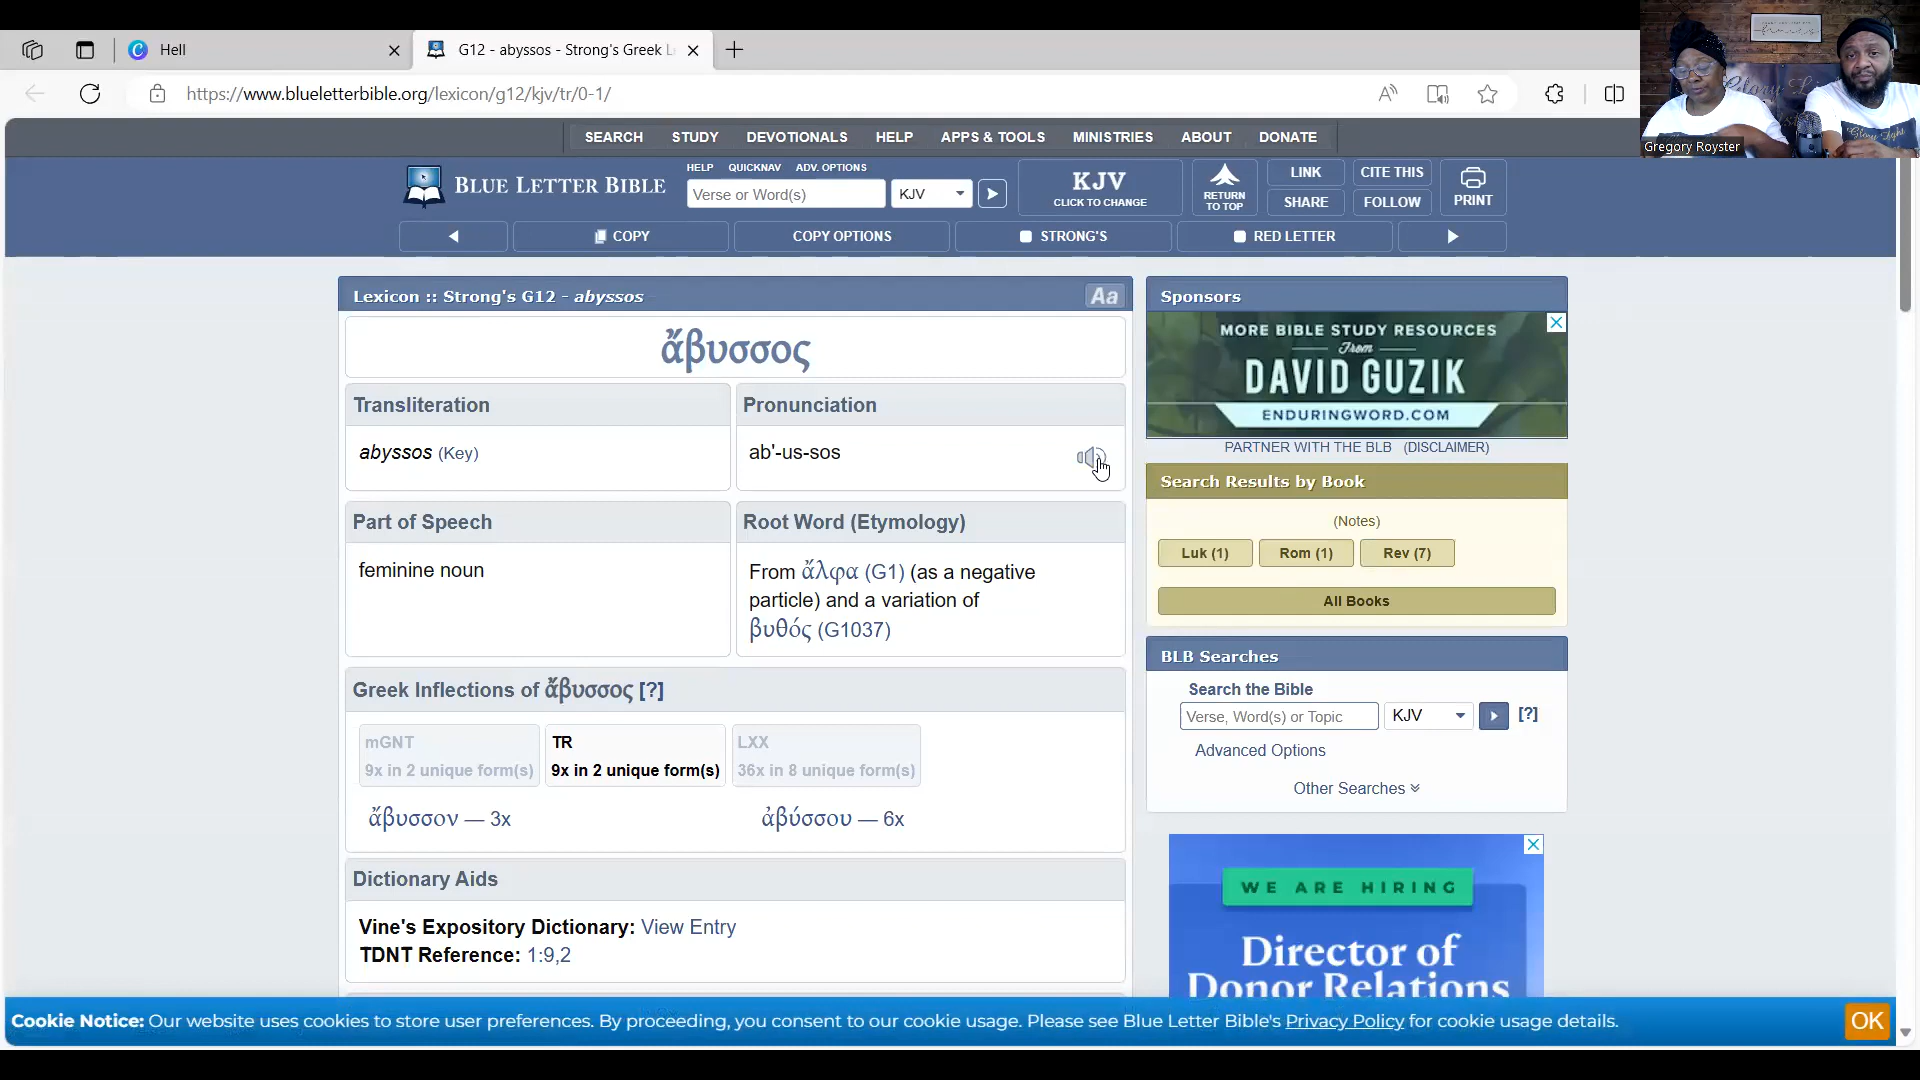 Hell
G12 - abyssos - Strong's Greek L
https://www.blueletterbible.org/lexicon/g12/kjv/tr/0-1/
Gregory Royster
SEARCH STUDY DEVOTIONALS HELP APPS & TOOLS MINISTRIES ABOUT DONATE
HELP QUICKNAV ADV. OPTIONS
BLUE LETTER BIBLE
Verse or Word(s) KJV
KJV
CLICK TO CHANGE
RETURN
TO TOP
LINK CITE THIS
SHARE FOLLOW
PRINT
COPY COPY OPTIONS STRONG'S RED LETTER
Lexicon :: Strong's G12 - abyssos Aa
ἄβυσσος
Transliteration
abyssos (Key)
Pronunciation
ab'-us-sos
Part of Speech
feminine noun
Root Word (Etymology)
From ἄλφα (G1) (as a negative
particle) and a variation of
βυθός (G1037)
Greek Inflections of ἄβυσσος [?]
mGNT
9x in 2 unique form(s)
TR
9x in 2 unique form(s)
LXX
36x in 8 unique form(s)
ἄβυσσον — 3x ἀβύσσου — 6x
Dictionary Aids
Vine's Expository Dictionary: View Entry
TDNT Reference: 1:9,2
Sponsors
MORE BIBLE STUDY RESOURCES
From
DAVID GUZIK
ENDURINGWORD.COM
PARTNER WITH THE BLB (DISCLAIMER)
Search Results by Book
(Notes)
Luk (1) Rom (1) Rev (7)
All Books
BLB Searches
Search the Bible
Verse, Word(s) or Topic KJV [?]
Advanced Options
Other Searches
WE ARE HIRING
Director of
Donor Relations
Cookie Notice: Our website uses cookies to store user preferences. By proceeding, you consent to our cookie usage. Please see Blue Letter Bible's Privacy Policy for cookie usage details. OK